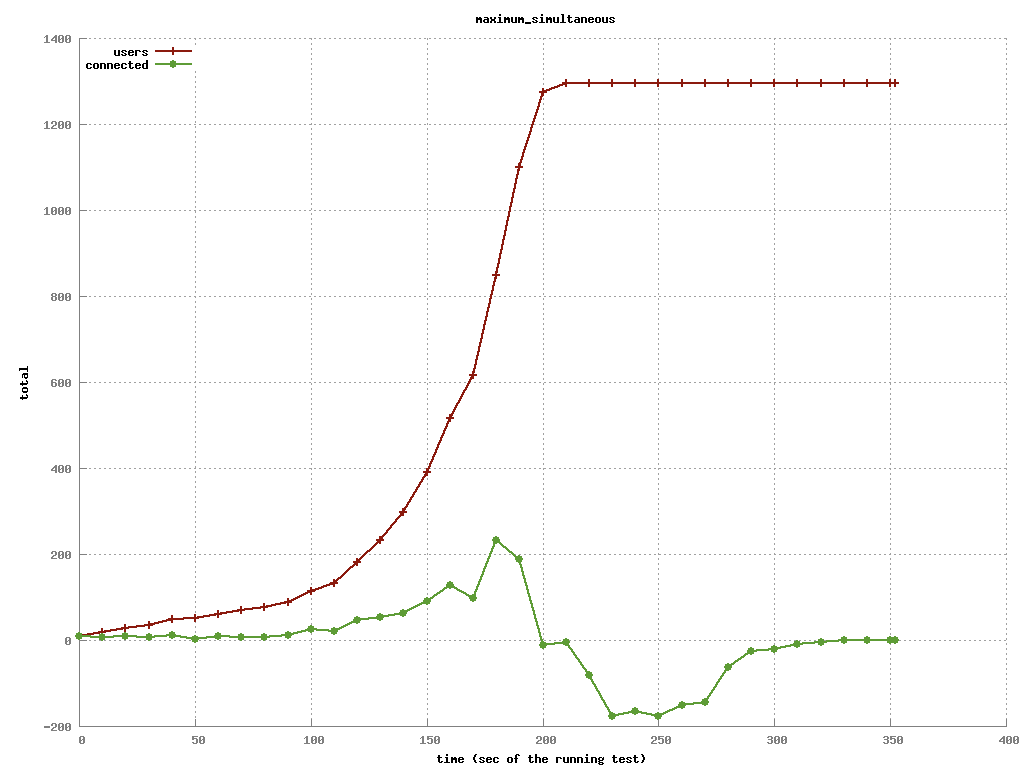 maximum_simultaneous
1400
users
connected
1200
1000
800
600
total
400
200
0
-200
0 50 100 150 200 250 300 350 400
time (sec of the running test)